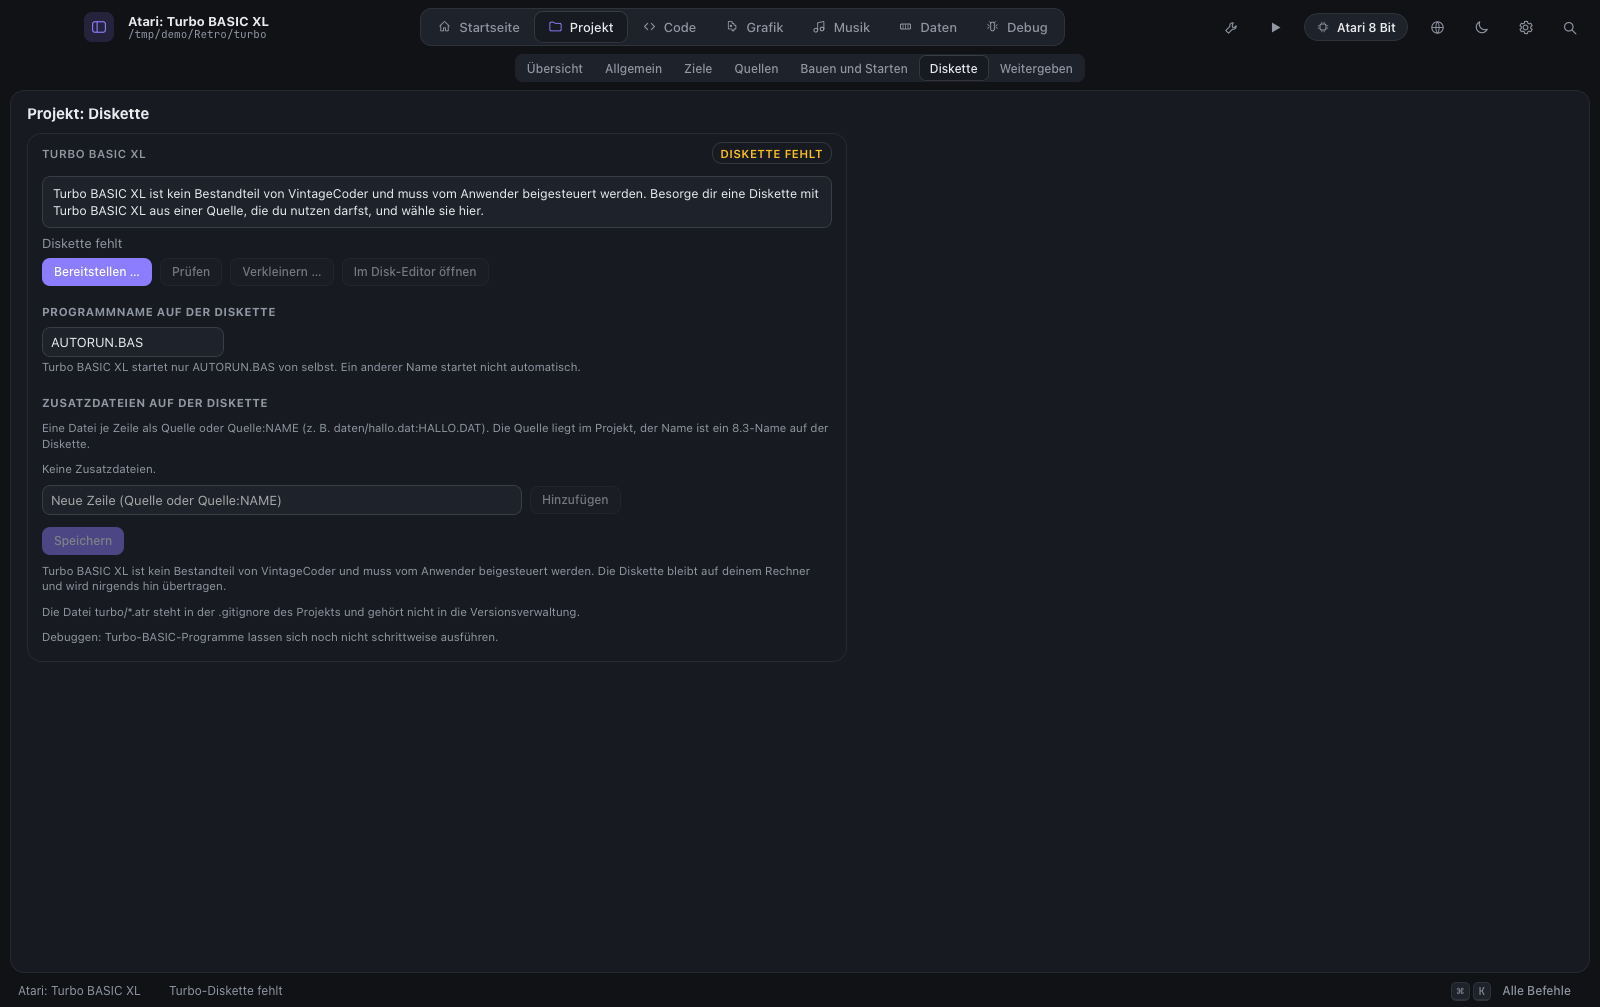 Atari: Turbo BASIC XL
/tmp/demo/Retro/turbo
Startseite
Projekt
Code
Grafik
Musik
Daten
Debug
Atari 8 Bit
Übersicht
Allgemein
Ziele
Quellen
Bauen und Starten
Diskette
Weitergeben
Projekt: Diskette
TURBO BASIC XL
DISKETTE FEHLT
Turbo BASIC XL ist kein Bestandteil von VintageCoder und muss vom Anwender beigesteuert werden. Besorge dir eine Diskette mit
Turbo BASIC XL aus einer Quelle, die du nutzen darfst, und wähle sie hier.
Diskette fehlt
Bereitstellen …
Prüfen
Verkleinern …
Im Disk-Editor öffnen
PROGRAMMNAME AUF DER DISKETTE
AUTORUN.BAS
Turbo BASIC XL startet nur AUTORUN.BAS von selbst. Ein anderer Name startet nicht automatisch.
ZUSATZDATEIEN AUF DER DISKETTE
Eine Datei je Zeile als Quelle oder Quelle:NAME (z. B. daten/hallo.dat:HALLO.DAT). Die Quelle liegt im Projekt, der Name ist ein 8.3-Name auf der
Diskette.
Keine Zusatzdateien.
Neue Zeile (Quelle oder Quelle:NAME)
Hinzufügen
Speichern
Turbo BASIC XL ist kein Bestandteil von VintageCoder und muss vom Anwender beigesteuert werden. Die Diskette bleibt auf deinem Rechner
und wird nirgends hin übertragen.
Die Datei turbo/*.atr steht in der .gitignore des Projekts und gehört nicht in die Versionsverwaltung.
Debuggen: Turbo-BASIC-Programme lassen sich noch nicht schrittweise ausführen.
Atari: Turbo BASIC XL
Turbo-Diskette fehlt
⌘ K Alle Befehle